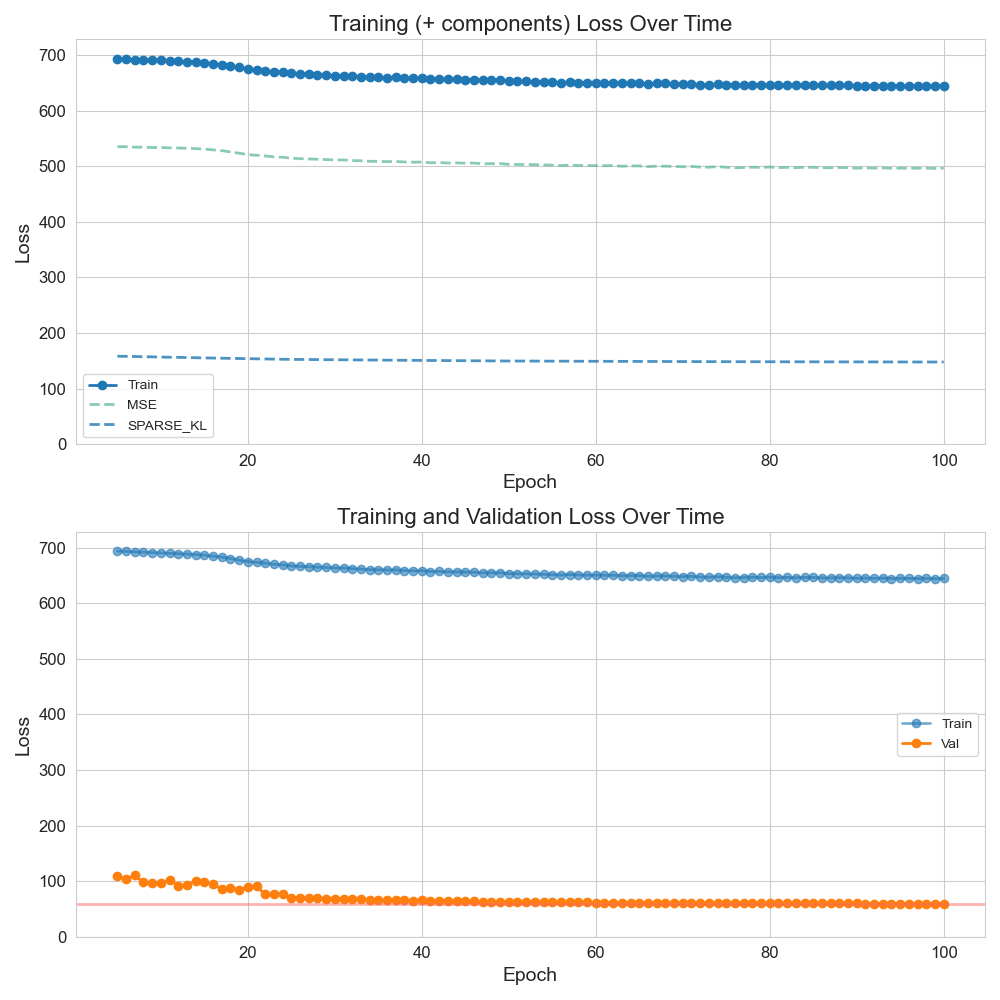 Training (+ components) Loss Over Time
700
600
500
400
300
200
100
0
Loss
Train
MSE
SPARSE_KL
20 40 60 80 100
Epoch
Training and Validation Loss Over Time
700
600
500
400
300
200
100
0
Loss
Train
Val
20 40 60 80 100
Epoch